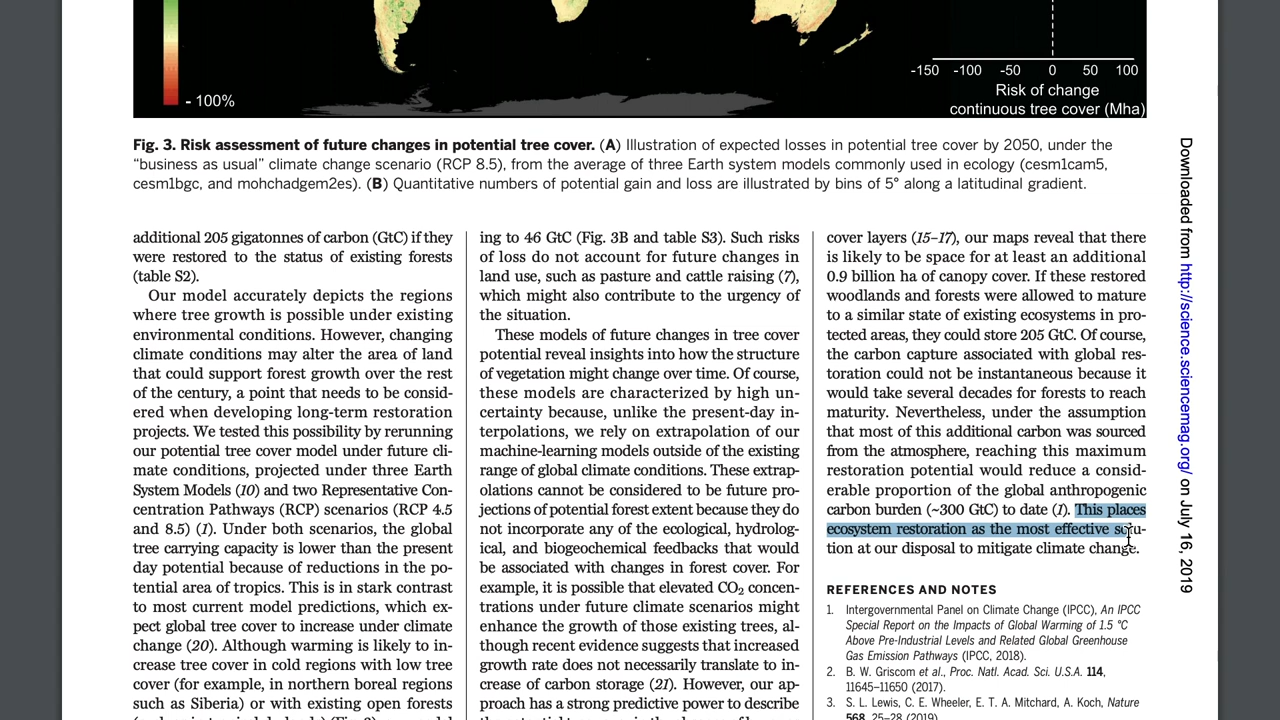 - 100%
-150 -100 -50 0 50 100
Risk of change
continuous tree cover (Mha)
Fig. 3. Risk assessment of future changes in potential tree cover. (A) Illustration of expected losses in potential tree cover by 2050, under the
“business as usual” climate change scenario (RCP 8.5), from the average of three Earth system models commonly used in ecology (cesm1cam5,
cesm1bgc, and mohchadgem2es). (B) Quantitative numbers of potential gain and loss are illustrated by bins of 5° along a latitudinal gradient.
additional 205 gigatonnes of carbon (GtC) if they
were restored to the status of existing forests
(table S2).
Our model accurately depicts the regions
where tree growth is possible under existing
environmental conditions. However, changing
climate conditions may alter the area of land
that could support forest growth over the rest
of the century, a point that needs to be consid-
ered when developing long-term restoration
projects. We tested this possibility by rerunning
our potential tree cover model under future cli-
mate conditions, projected under three Earth
System Models (10) and two Representative Con-
centration Pathways (RCP) scenarios (RCP 4.5
and 8.5) (1). Under both scenarios, the global
tree carrying capacity is lower than the present
day potential because of reductions in the po-
tential area of tropics. This is in stark contrast
to most current model predictions, which ex-
pect global tree cover to increase under climate
change (20). Although warming is likely to in-
crease tree cover in cold regions with low tree
cover (for example, in northern boreal regions
such as Siberia) or with existing open forests
ing to 46 GtC (Fig. 3B and table S3). Such risks
of loss do not account for future changes in
land use, such as pasture and cattle raising (7),
which might also contribute to the urgency of
the situation.
These models of future changes in tree cover
potential reveal insights into how the structure
of vegetation might change over time. Of course,
these models are characterized by high un-
certainty because, unlike the present-day in-
terpolations, we rely on extrapolation of our
machine-learning models outside of the existing
range of global climate conditions. These extrap-
olations cannot be considered to be future pro-
jections of potential forest extent because they do
not incorporate any of the ecological, hydrolog-
ical, and biogeochemical feedbacks that would
be associated with changes in forest cover. For
example, it is possible that elevated CO₂ concen-
trations under future climate scenarios might
enhance the growth of those existing trees, al-
though recent evidence suggests that increased
growth rate does not necessarily translate to in-
crease of carbon storage (21). However, our ap-
proach has a strong predictive power to describe
cover layers (15–17), our maps reveal that there
is likely to be space for at least an additional
0.9 billion ha of canopy cover. If these restored
woodlands and forests were allowed to mature
to a similar state of existing ecosystems in pro-
tected areas, they could store 205 GtC. Of course,
the carbon capture associated with global res-
toration could not be instantaneous because it
would take several decades for forests to reach
maturity. Nevertheless, under the assumption
that most of this additional carbon was sourced
from the atmosphere, reaching this maximum
restoration potential would reduce a consid-
erable proportion of the global anthropogenic
carbon burden (~300 GtC) to date (1). This places
ecosystem restoration as the most effective solu-
tion at our disposal to mitigate climate change.
REFERENCES AND NOTES
1. Intergovernmental Panel on Climate Change (IPCC), An IPCC
Special Report on the Impacts of Global Warming of 1.5 °C
Above Pre-Industrial Levels and Related Global Greenhouse
Gas Emission Pathways (IPCC, 2018).
2. B. W. Griscom et al., Proc. Natl. Acad. Sci. U.S.A. 114,
11645–11650 (2017).
3. S. L. Lewis, C. E. Wheeler, E. T. A. Mitchard, A. Koch, Nature
568, 25–28 (2019).
Downloaded from http://science.sciencemag.org/ on July 16, 2019